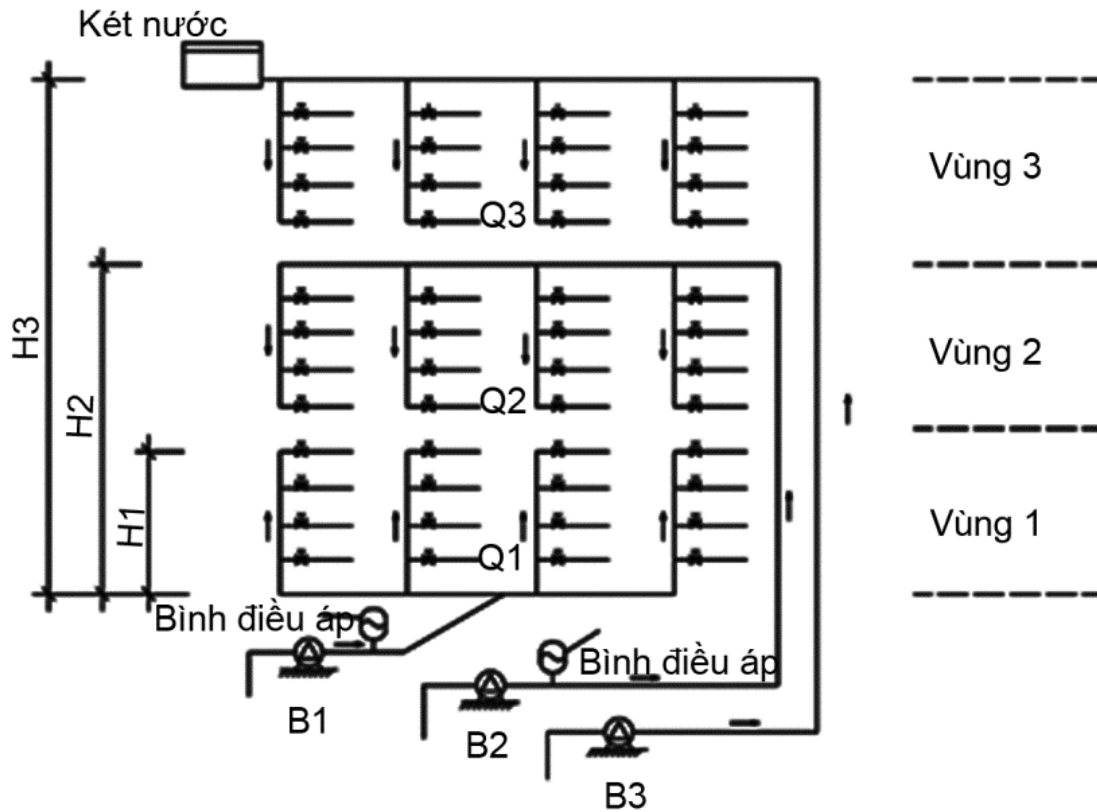 Két nước
Vùng 3
Q3
H3
H2
Vùng 2
Q2
H1
Vùng 1
Q1
Bình điều áp
Bình điều áp
B1
B2
B3